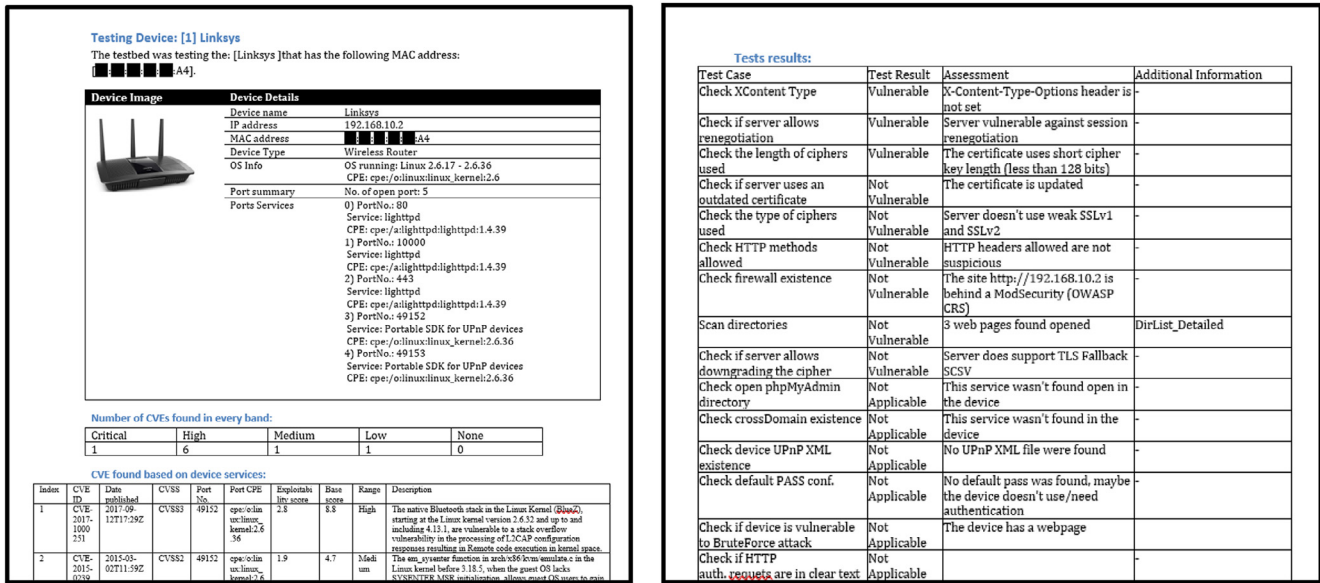 Testing Device: [1] Linksys
The testbed was testing the: [Linksys ]that has the following MAC address:
[ : : : : :A4].
Device Image Device Details
Device name Linksys
IP address 192.168.10.2
MAC address : : : : :A4
Device Type Wireless Router
OS Info OS running: Linux 2.6.17 - 2.6.36
CPE: cpe:/o:linux:linux_kernel:2.6
Port summary No. of open port: 5
Ports Services 0) PortNo.: 80
Service: lighttpd
CPE: cpe:/a:lighttpd:lighttpd:1.4.39
1) PortNo.: 10000
Service: lighttpd
CPE: cpe:/a:lighttpd:lighttpd:1.4.39
2) PortNo.: 443
Service: lighttpd
CPE: cpe:/a:lighttpd:lighttpd:1.4.39
3) PortNo.: 49152
Service: Portable SDK for UPnP devices
CPE: cpe:/o:linux:linux_kernel:2.6.36
4) PortNo.: 49153
Service: Portable SDK for UPnP devices
CPE: cpe:/o:linux:linux_kernel:2.6.36
Number of CVEs found in every band:
Critical High Medium Low None
1 6 1 1 0
CVE found based on device services:
Index CVE Date CVSS Port Port CPE Exploitabi Base Range Description
ID published No. lity score score
1 CVE- 2017-09- CVSS3 49152 cpe:/o:lin 2.8 8.8 High The native Bluetooth stack in the Linux Kernel (BlueZ),
2017- 12T17:29Z ux:linux_ starting at the Linux kernel version 2.6.32 and up to and
1000 kernel:2.6 including 4.13.1, are vulnerable to a stack overflow
251 .36 vulnerability in the processing of L2CAP configuration
responses resulting in Remote code execution in kernel space.
2 CVE- 2015-03- CVSS2 49152 cpe:/o:lin 1.9 4.7 Medi The em_sysenter function in arch/x86/kvm/emulate.c in the
2015- 02T11:59Z ux:linux_ um Linux kernel before 3.18.5, when the guest OS lacks
0239 kernel:2.6 SYSENTER MSR initialization, allows guest OS users to gain
Tests results:
Test Case Test Result Assessment Additional Information
Check XContent Type Vulnerable X-Content-Type-Options header is -
not set
Check if server allows Vulnerable Server vulnerable against session -
renegotiation renegotiation
Check the length of ciphers Vulnerable The certificate uses short cipher -
used key length (less than 128 bits)
Check if server uses an Not The certificate is updated -
outdated certificate Vulnerable
Check the type of ciphers Not Server doesn't use weak SSLv1 -
used Vulnerable and SSLv2
Check HTTP methods Not HTTP headers allowed are not -
allowed Vulnerable suspicious
Check firewall existence Not The site http://192.168.10.2 is -
Vulnerable behind a ModSecurity (OWASP
CRS)
Scan directories Not 3 web pages found opened DirList_Detailed
Vulnerable
Check if server allows Not Server does support TLS Fallback -
downgrading the cipher Vulnerable SCSV
Check open phpMyAdmin Not This service wasn't found open in -
directory Applicable the device
Check crossDomain existence Not This service wasn't found in the -
Applicable device
Check device UPnP XML Not No UPnP XML file were found -
existence Applicable
Check default PASS conf. Not No default pass was found, maybe -
Applicable the device doesn't use/need
authentication
Check if device is vulnerable Not The device has a webpage -
to BruteForce attack Applicable
Check if HTTP Not -
auth. requets are in clear text Applicable